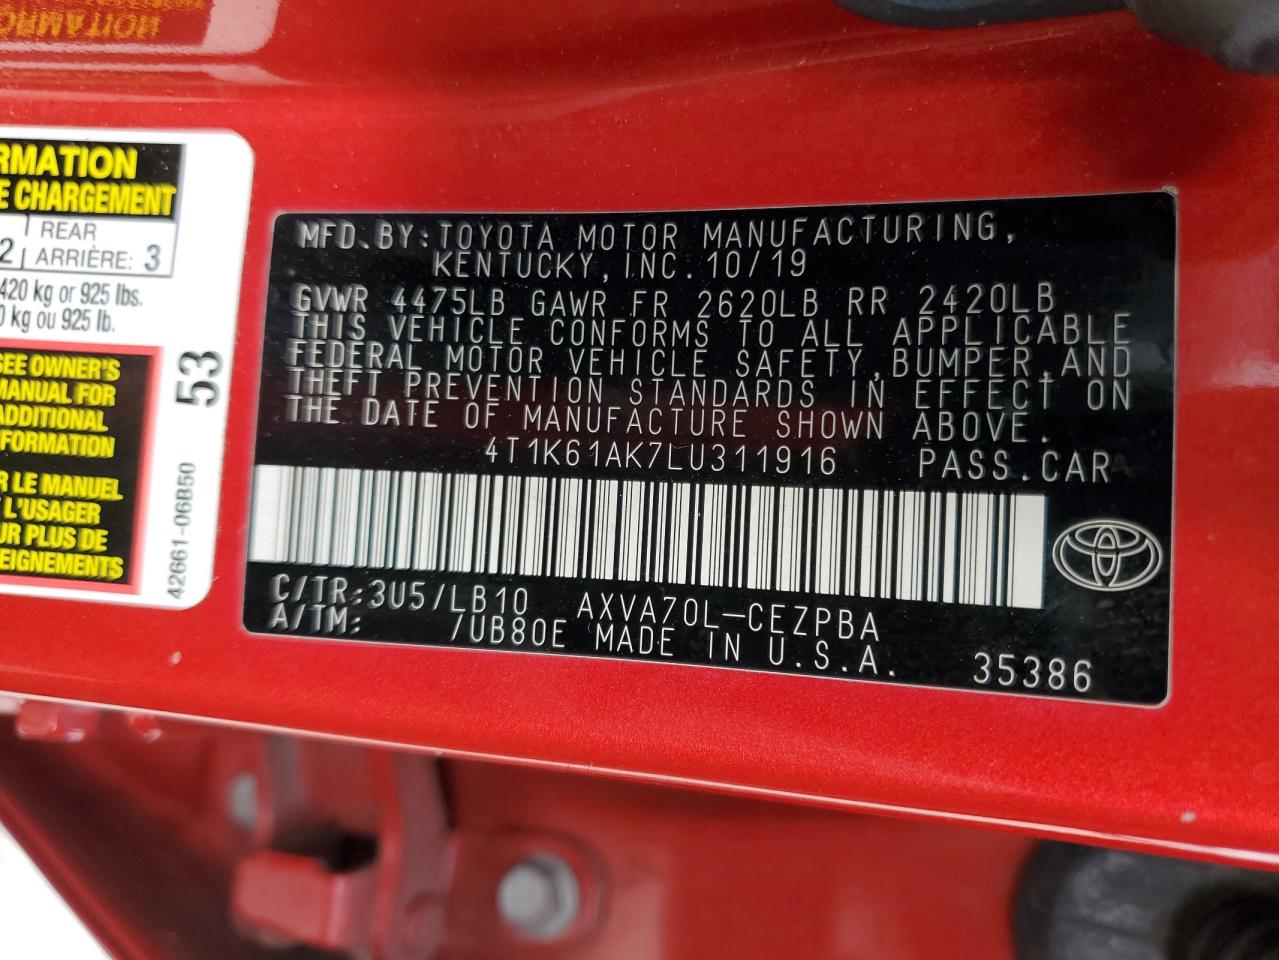 RMATION
E CHARGEMENT
REAR
2 ARRIÈRE: 3
420 kg or 925 lbs.
0 kg ou 925 lb.
SEE OWNER'S
MANUAL FOR
ADDITIONAL
FORMATION
R LE MANUEL
L'USAGER
UR PLUS DE
EIGNEMENTS
53
42661-06B50
MFD.BY:TOYOTA MOTOR MANUFACTURING,
KENTUCKY,INC.10/19
GVWR 4475LB GAWR FR 2620LB RR 2420LB
THIS VEHICLE CONFORMS TO ALL APPLICABLE
FEDERAL MOTOR VEHICLE SAFETY,BUMPER,AND
THEFT PREVENTION STANDARDS IN EFFECT ON
THE DATE OF MANUFACTURE SHOWN ABOVE.
4T1K61AK7LU311916 PASS.CAR
C/TR:3U5/LB10 AXVA70L-CEZPBA
A/TM: /UB80E MADE IN U.S.A. 35386